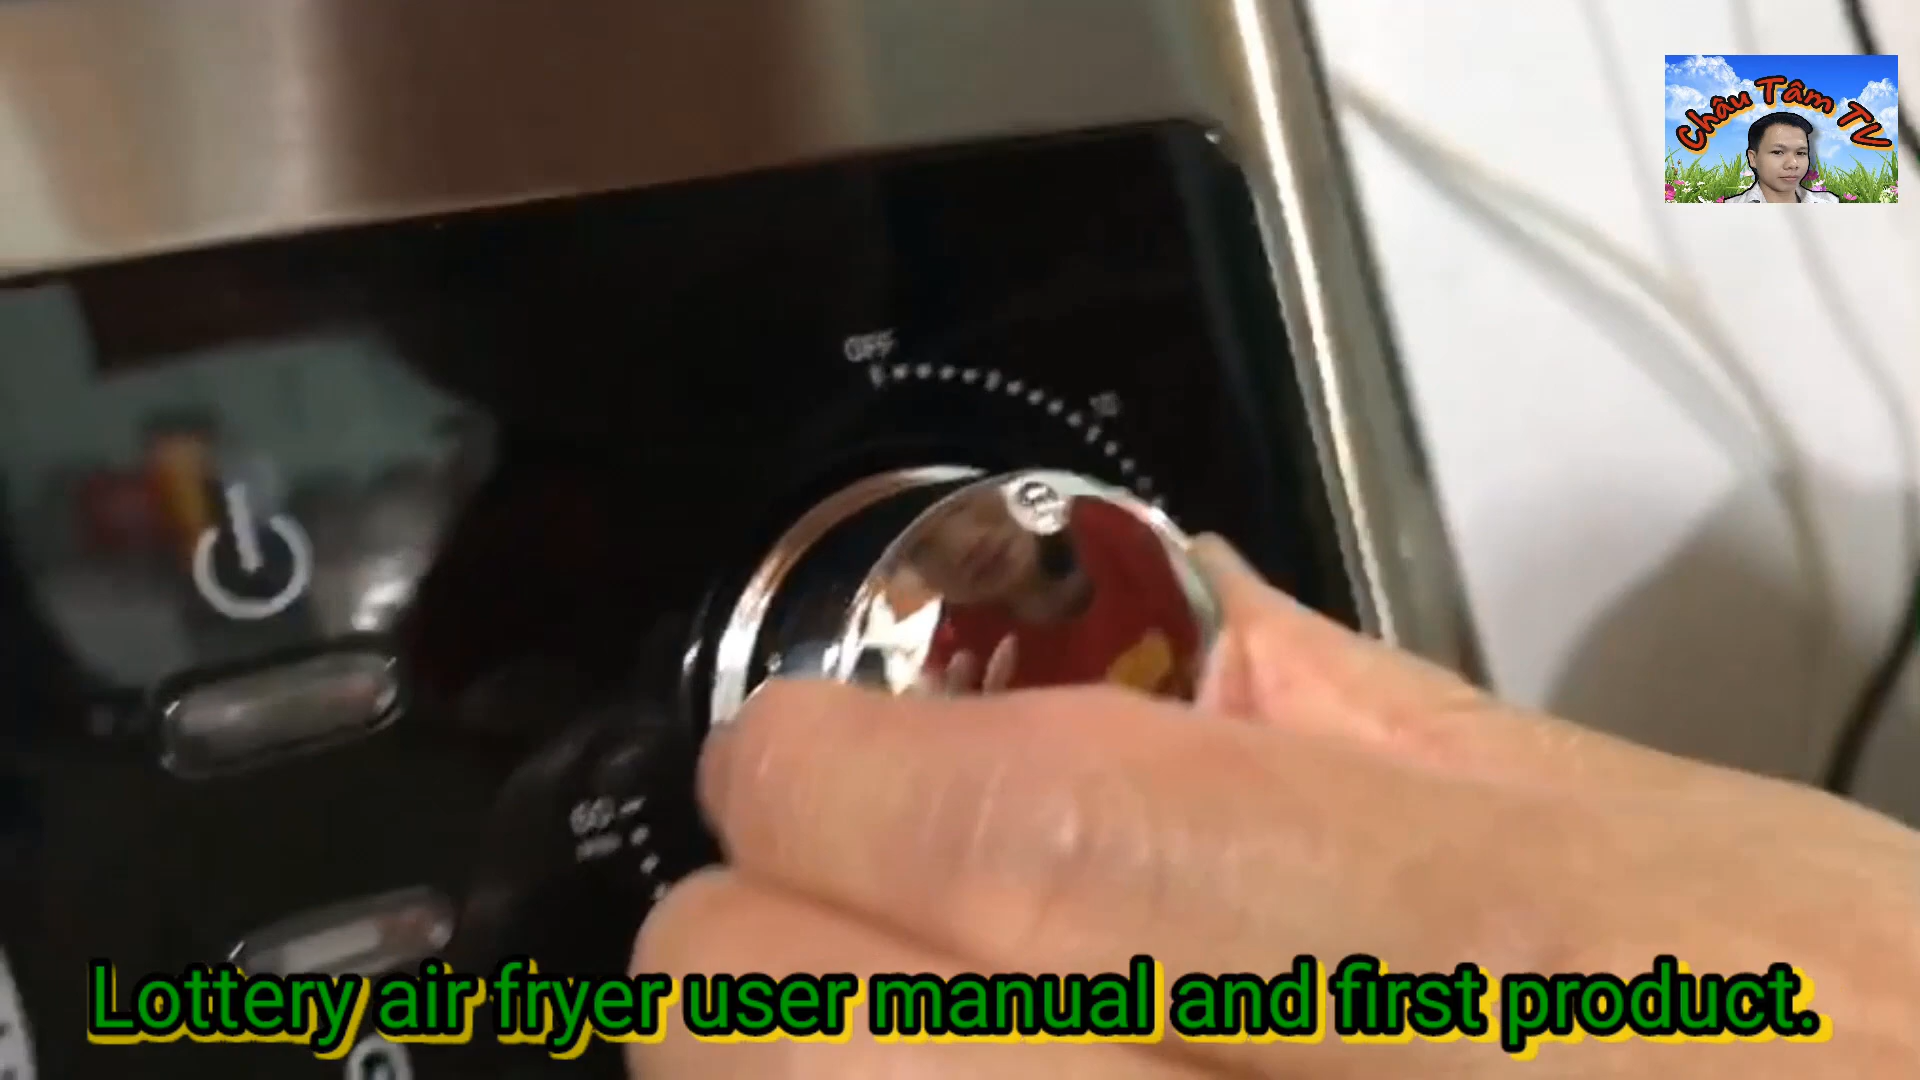 Châu Tâm TV
OFF
10
60
Lottery air fryer user manual and first product.